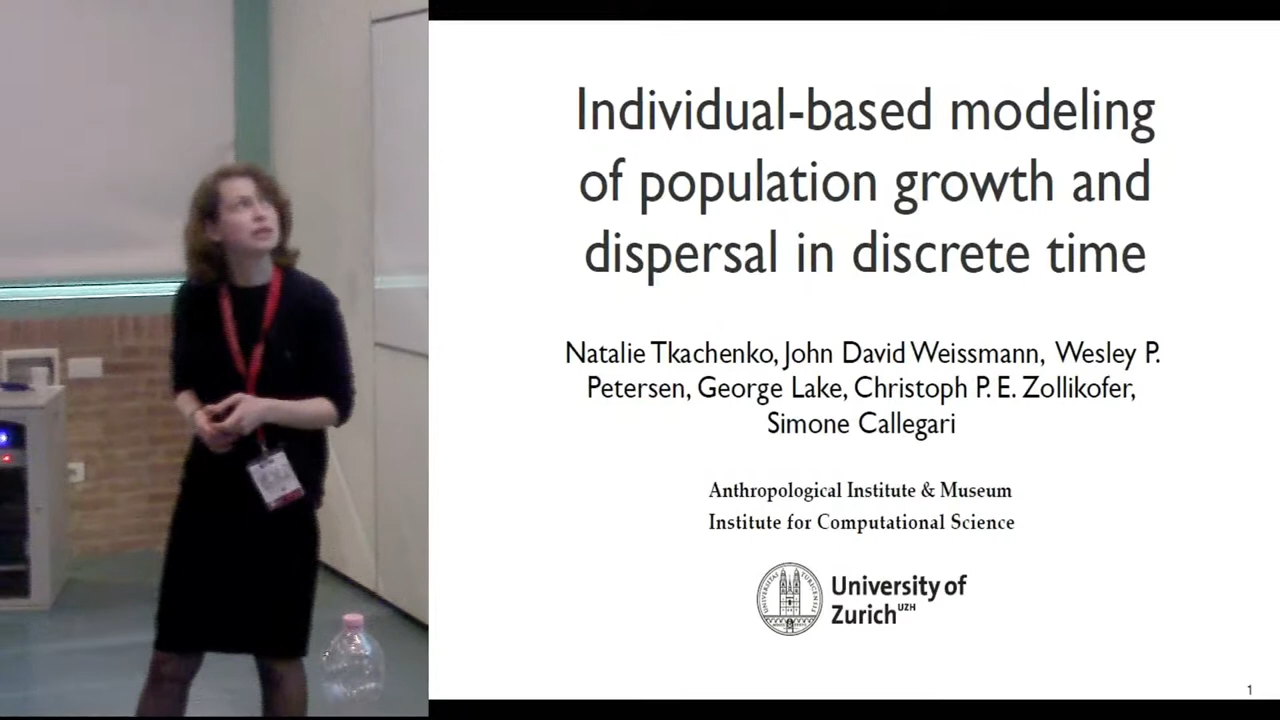 Individual-based modeling
of population growth and
dispersal in discrete time
Natalie Tkachenko, John David Weissmann, Wesley P.
Petersen, George Lake, Christoph P. E. Zollikofer,
Simone Callegari
Anthropological Institute & Museum
Institute for Computational Science
University of
Zurich UZH
1